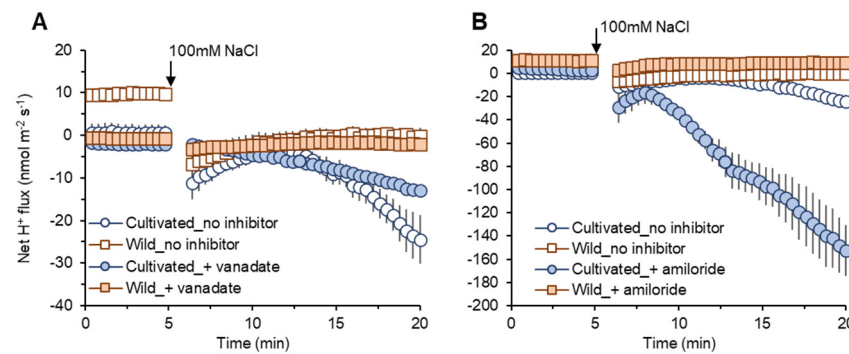 A
100mM NaCl
Net H⁺ flux (nmol m⁻² s⁻¹)
20
10
0
-10
-20
-30
-40
Cultivated_no inhibitor
Wild_no inhibitor
Cultivated_+ vanadate
Wild_+ vanadate
0 5 10 15 20
Time (min)
B
100mM NaCl
20
0
-20
-40
-60
-80
-100
-120
-140
-160
-180
-200
Cultivated_no inhibitor
Wild_no inhibitor
Cultivated_+ amiloride
Wild_+ amiloride
0 5 10 15 20
Time (min)